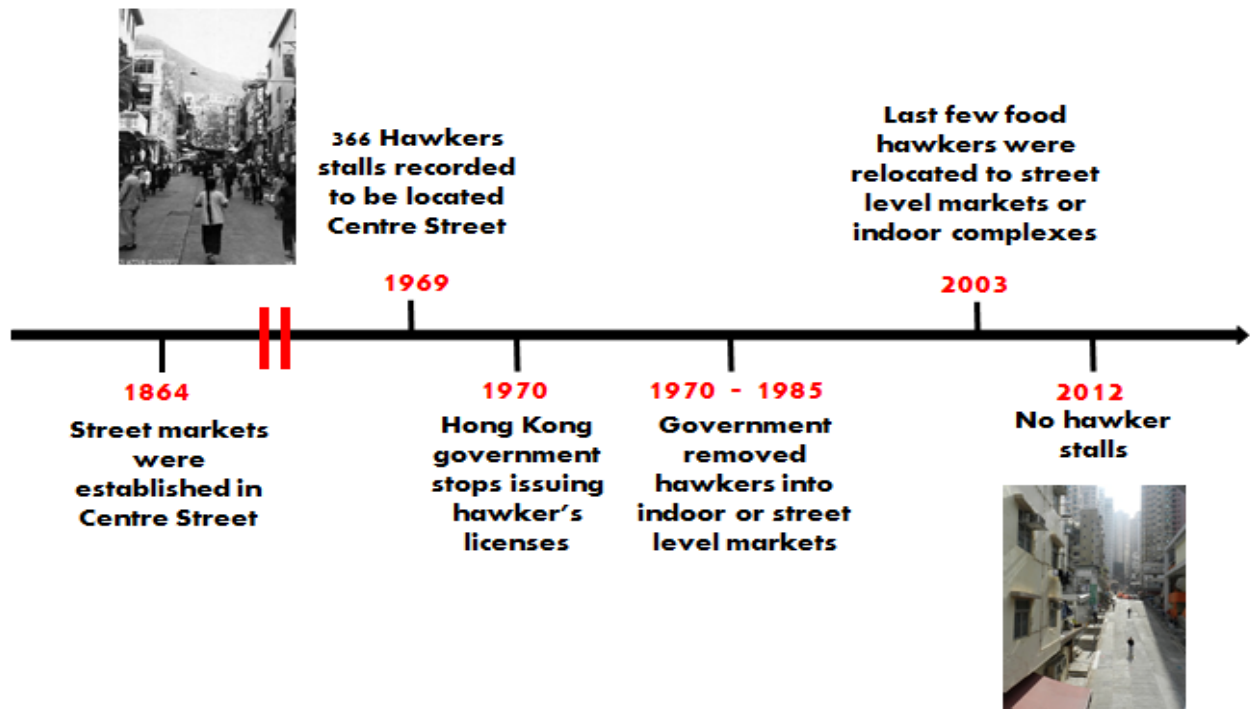 366 Hawkers
stalls recorded
to be located
Centre Street
1969
Last few food
hawkers were
relocated to street
level markets or
indoor complexes
2003
1864
Street markets
were
established in
Centre Street
1970
Hong Kong
government
stops issuing
hawker's
licenses
1970 - 1985
Government
removed
hawkers into
indoor or street
level markets
2012
No hawker
stalls